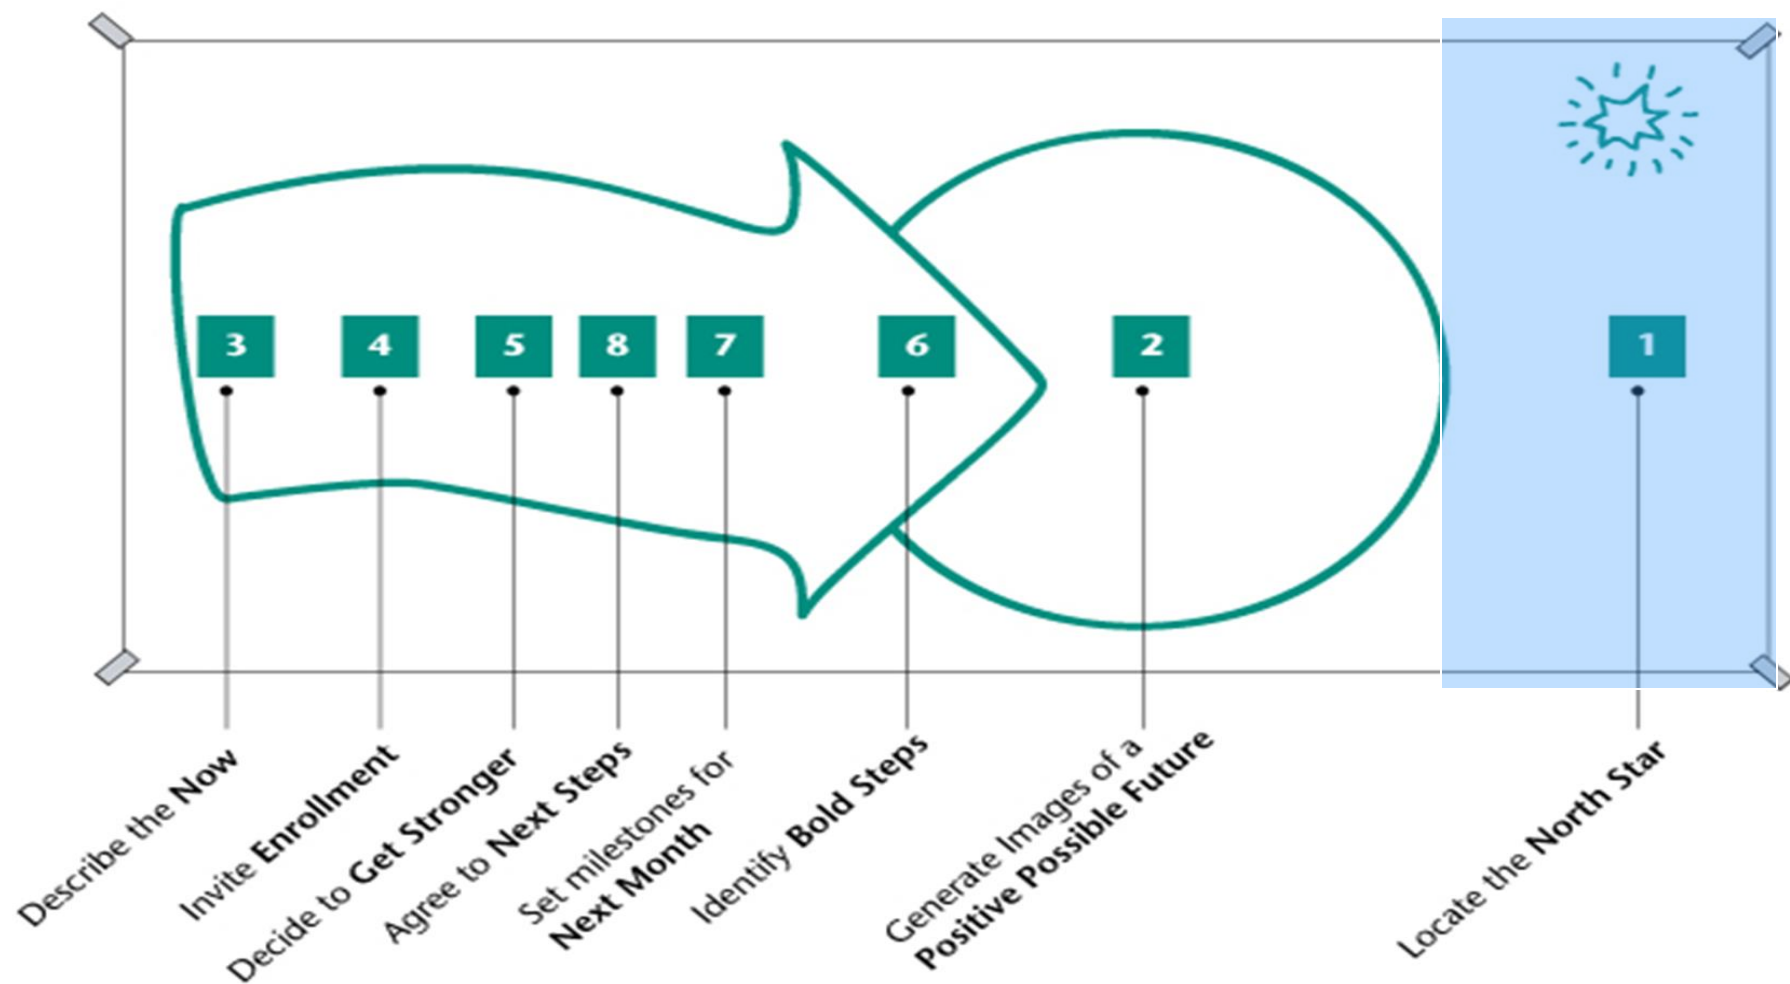 3 4 5 8 7 6 2 1
Describe the Now
Invite Enrollment
Decide to Get Stronger
Agree to Next Steps
Set milestones for
Next Month
Identify Bold Steps
Generate Images of a
Positive Possible Future
Locate the North Star